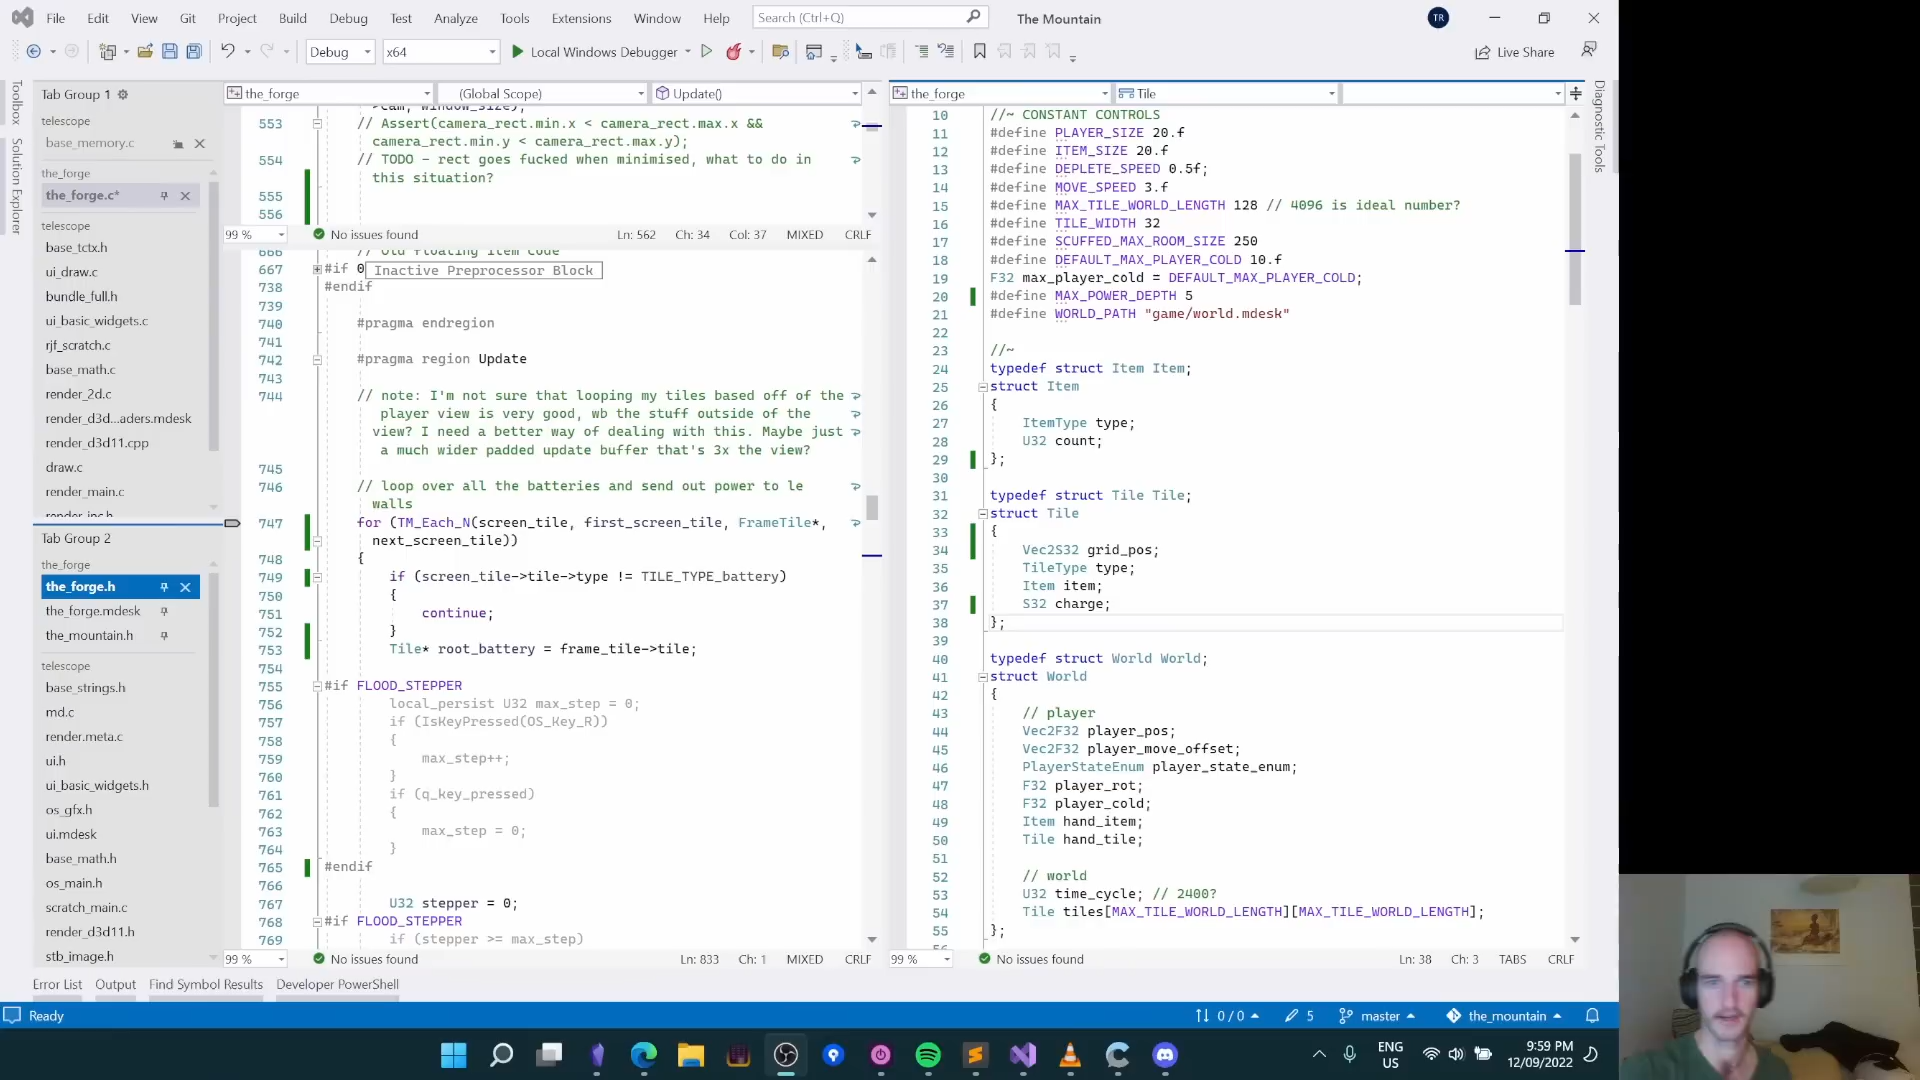 File Edit View Git Project Build Debug Test Analyze Tools Extensions Window Help Search (Ctrl+Q) The Mountain TR
Debug x64 Local Windows Debugger Live Share
Toolbox
Solution Explorer
Tab Group 1
telescope
base_memory.c
the_forge
the_forge.c*
telescope
base_tctx.h
ui_draw.c
bundle_full.h
ui_basic_widgets.c
rjf_scratch.c
base_math.c
render_2d.c
render_d3d...aders.mdesk
render_d3d11.cpp
draw.c
render_main.c
render_inc.h
Tab Group 2
the_forge
the_forge.h
the_forge.mdesk
the_mountain.h
telescope
base_strings.h
md.c
render.meta.c
ui.h
ui_basic_widgets.h
os_gfx.h
ui.mdesk
base_math.h
os_main.h
scratch_main.c
render_d3d11.h
stb_image.h
the_forge (Global Scope) Update()
>cam, window_size);
553 // Assert(camera_rect.min.x < camera_rect.max.x &&
camera_rect.min.y < camera_rect.max.y);
554 // TODO - rect goes fucked when minimised, what to do in
this situation?
555
556
99 % No issues found Ln: 562 Ch: 34 Col: 37 MIXED CRLF
666 // Old floating item code
667 #if 0 Inactive Preprocessor Block
738 #endif
739
740 #pragma endregion
741
742 #pragma region Update
743
744 // note: I'm not sure that looping my tiles based off of the
player view is very good, wb the stuff outside of the
view? I need a better way of dealing with this. Maybe just
a much wider padded update buffer that's 3x the view?
745
746 // loop over all the batteries and send out power to le
walls
747 for (TM_Each_N(screen_tile, first_screen_tile, FrameTile*,
next_screen_tile))
748 {
749 if (screen_tile->tile->type != TILE_TYPE_battery)
750 {
751 continue;
752 }
753 Tile* root_battery = frame_tile->tile;
754
755 #if FLOOD_STEPPER
756 local_persist U32 max_step = 0;
757 if (IsKeyPressed(OS_Key_R))
758 {
759 max_step++;
760 }
761 if (q_key_pressed)
762 {
763 max_step = 0;
764 }
765 #endif
766
767 U32 stepper = 0;
768 #if FLOOD_STEPPER
769 if (stepper >= max_step)
99 % No issues found Ln: 833 Ch: 1 MIXED CRLF
the_forge Tile
10 //~ CONSTANT CONTROLS
11 #define PLAYER_SIZE 20.f
12 #define ITEM_SIZE 20.f
13 #define DEPLETE_SPEED 0.5f;
14 #define MOVE_SPEED 3.f
15 #define MAX_TILE_WORLD_LENGTH 128 // 4096 is ideal number?
16 #define TILE_WIDTH 32
17 #define SCUFFED_MAX_ROOM_SIZE 250
18 #define DEFAULT_MAX_PLAYER_COLD 10.f
19 F32 max_player_cold = DEFAULT_MAX_PLAYER_COLD;
20 #define MAX_POWER_DEPTH 5
21 #define WORLD_PATH "game/world.mdesk"
22
23 //~
24 typedef struct Item Item;
25 struct Item
26 {
27 ItemType type;
28 U32 count;
29 };
30
31 typedef struct Tile Tile;
32 struct Tile
33 {
34 Vec2S32 grid_pos;
35 TileType type;
36 Item item;
37 S32 charge;
38 };
39
40 typedef struct World World;
41 struct World
42 {
43 // player
44 Vec2F32 player_pos;
45 Vec2F32 player_move_offset;
46 PlayerStateEnum player_state_enum;
47 F32 player_rot;
48 F32 player_cold;
49 Item hand_item;
50 Tile hand_tile;
51
52 // world
53 U32 time_cycle; // 2400?
54 Tile tiles[MAX_TILE_WORLD_LENGTH][MAX_TILE_WORLD_LENGTH];
55 };
99 % No issues found Ln: 38 Ch: 3 TABS CRLF
Diagnostic Tools
Error List Output Find Symbol Results Developer PowerShell
Ready 0 / 0 5 master the_mountain
ENG
US
9:59 PM
12/09/2022